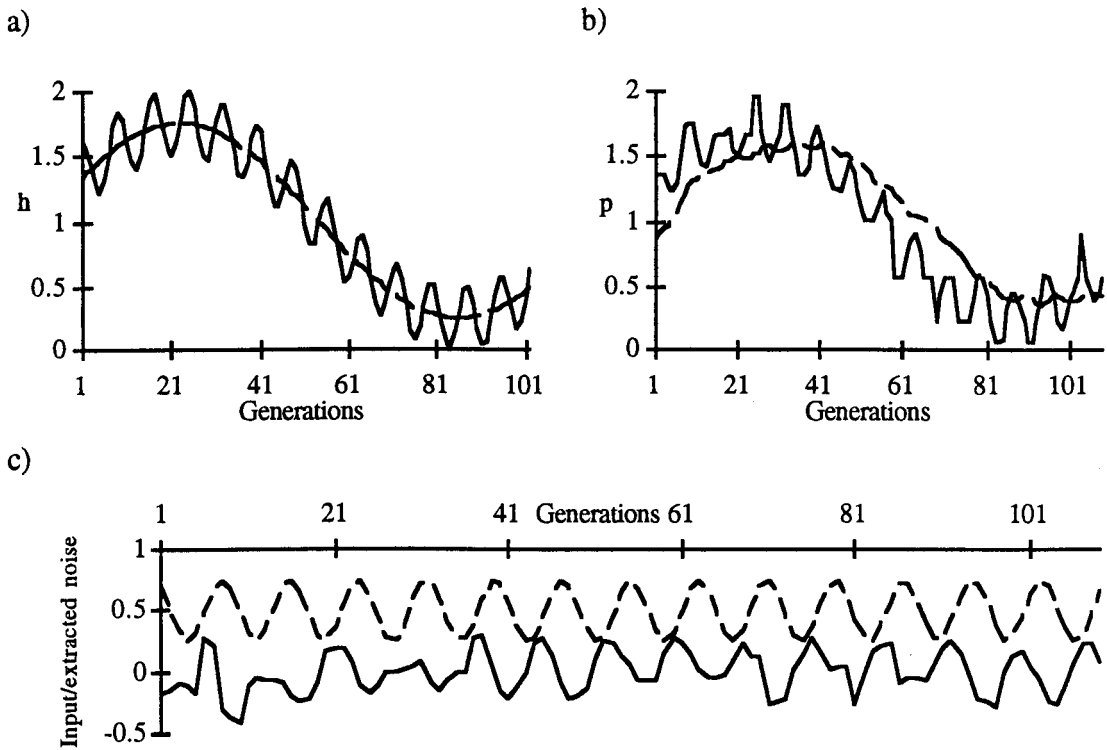 a)
b)
2
1.5
h
1
0.5
0
1 21 41 61 81 101
Generations
2
1.5
p
1
0.5
0
1 21 41 61 81 101
Generations
c)
1 21 41 Generations 61 81 101
Input/extracted noise
1
0.5
0
-0.5